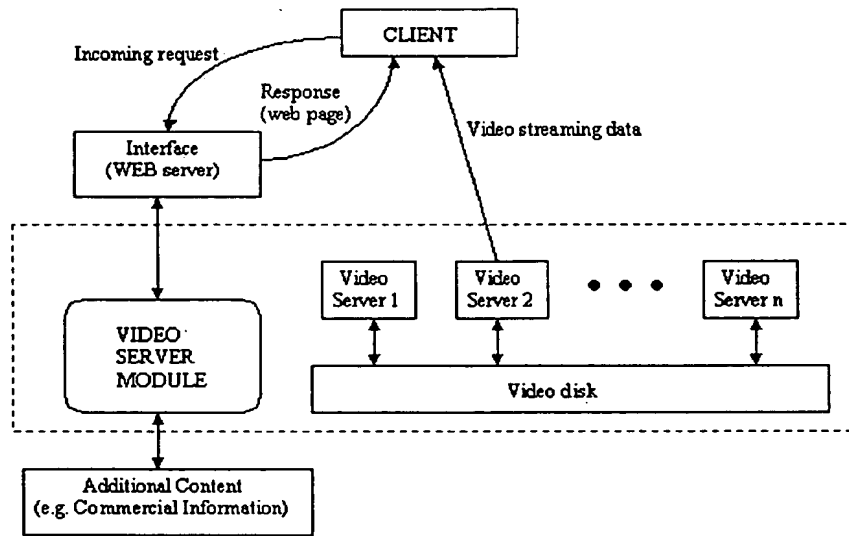 CLIENT
Incoming request
Response
(web page)
Video streaming data
Interface
(WEB server)
Video
Server 1
Video
Server 2
Video
Server n
VIDEO
SERVER
MODULE
Video disk
Additional Content
(e.g. Commercial Information)